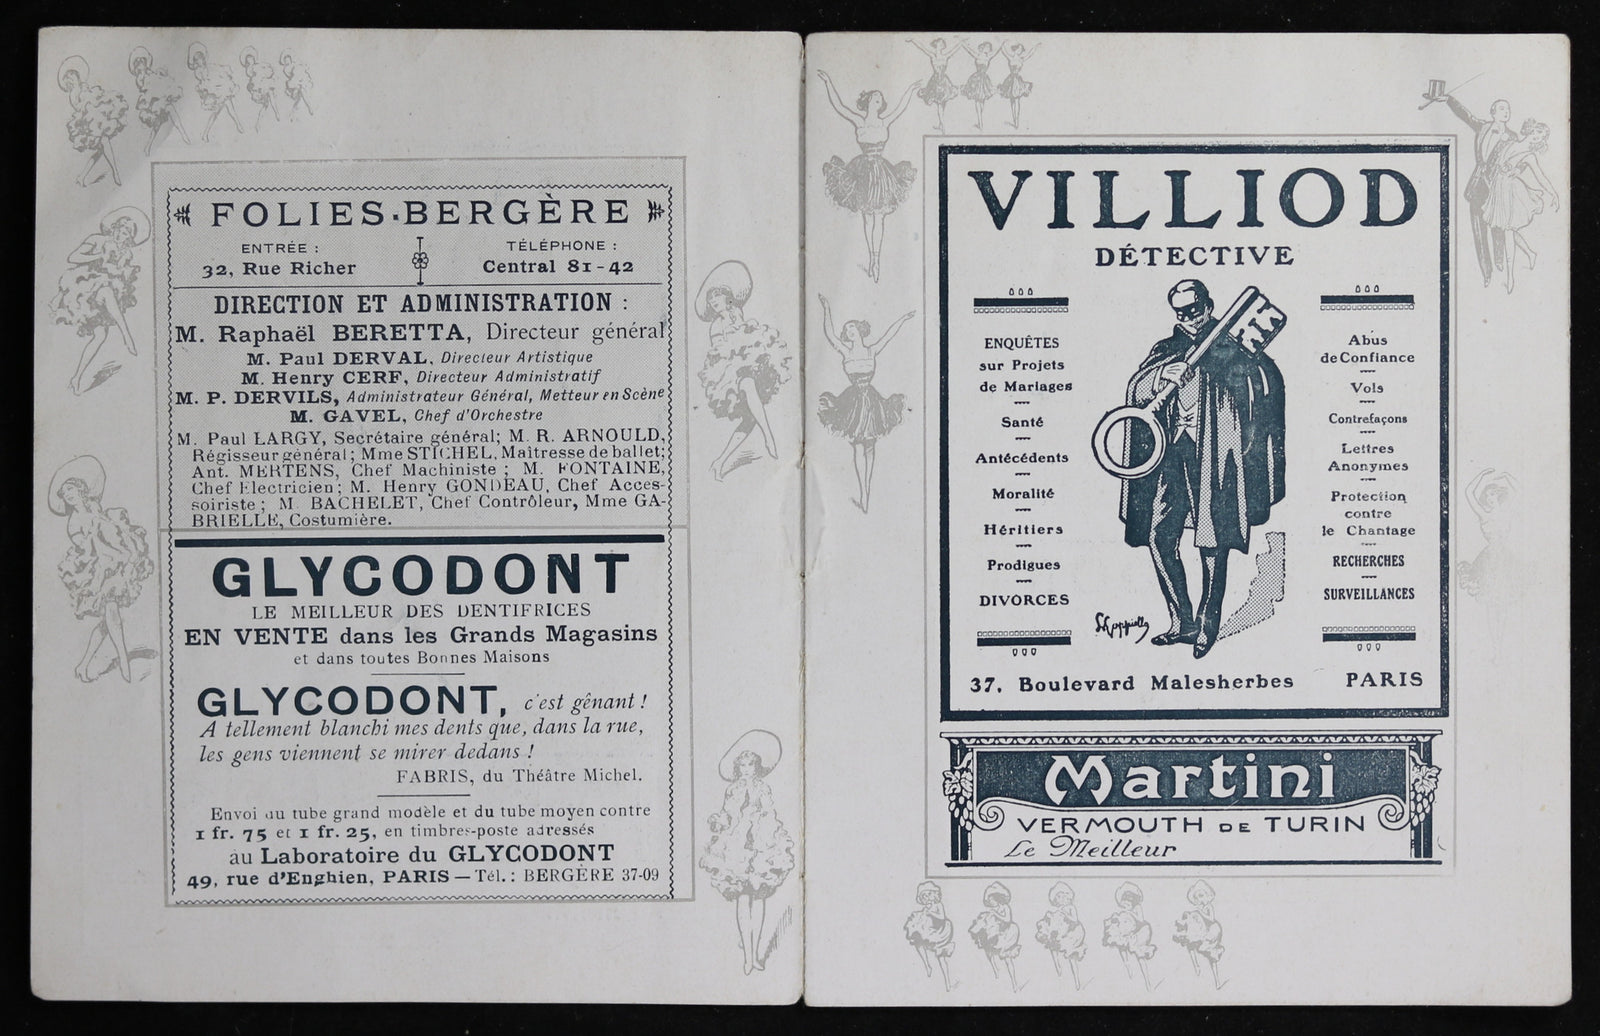 FOLIES-BERGÈRE
ENTRÉE :
32, Rue Richer
TÉLÉPHONE :
Central 81-42
DIRECTION ET ADMINISTRATION :
M. Raphaël BERETTA, Directeur général
M. Paul DERVAL, Directeur Artistique
M. Henry CERF, Directeur Administratif
M. P. DERVILS, Administrateur Général, Metteur en Scène
M. GAVEL, Chef d'Orchestre
M. Paul LARGY, Secrétaire général; M. R. ARNOULD,
Régisseur général; Mme STICHEL, Maîtresse de ballet;
Ant. MERTENS, Chef Machiniste; M. FONTAINE,
Chef Electricien; M. Henry GONDEAU, Chef Acces-
soiriste; M. BACHELET, Chef Contrôleur, Mme GA-
BRIELLE, Costumière.
GLYCODONT
LE MEILLEUR DES DENTIFRICES
EN VENTE dans les Grands Magasins
et dans toutes Bonnes Maisons
GLYCODONT, c'est gênant !
A tellement blanchi mes dents que, dans la rue,
les gens viennent se mirer dedans !
FABRIS, du Théâtre Michel.
Envoi du tube grand modèle et du tube moyen contre
1 fr. 75 et 1 fr. 25, en timbres-poste adressés
au Laboratoire du GLYCODONT
49, rue d'Enghien, PARIS — Tél. : BERGÈRE 37-09
VILLIOD
DÉTECTIVE
ENQUÊTES
sur Projets
de Mariages
Santé
Antécédents
Moralité
Héritiers
Prodigues
DIVORCES
Abus
de Confiance
Vols
Contrefaçons
Lettres
Anonymes
Protection
contre
le Chantage
RECHERCHES
SURVEILLANCES
LCappiello
37, Boulevard Malesherbes PARIS
Martini
VERMOUTH DE TURIN
Le Meilleur